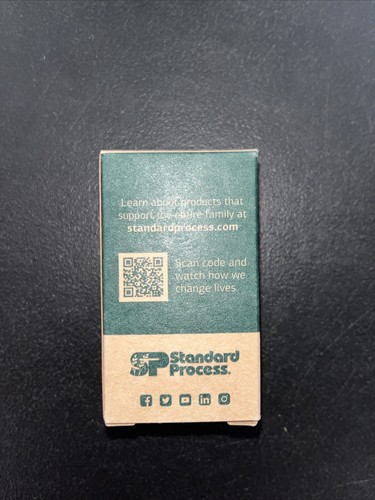 Learn about products that
support the entire family at
standardprocess.com
Scan code and
watch how we
change lives
SP Standard
Process.